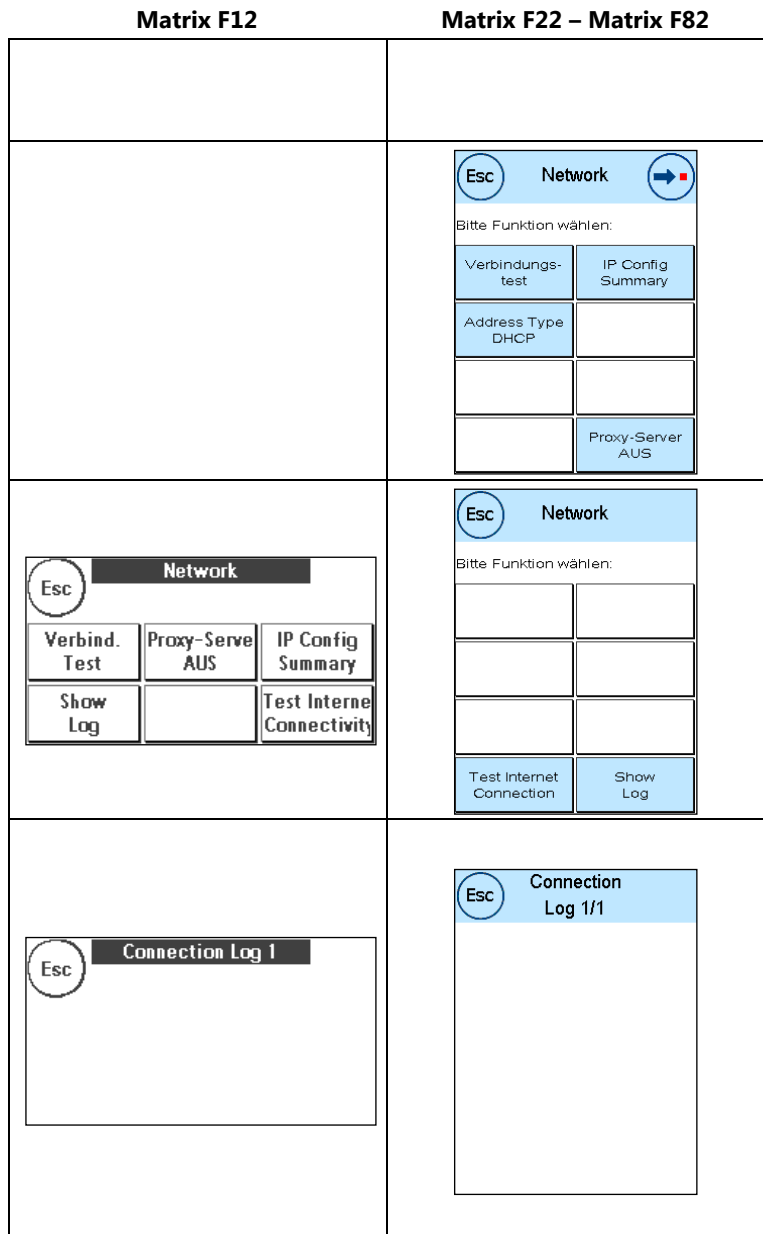 Matrix F12
Matrix F22 – Matrix F82
Esc
Network
Bitte Funktion wählen:
Verbindungs-
test
IP Config
Summary
Address Type
DHCP
Proxy-Server
AUS
Esc
Network
Verbind.
Test
Proxy-Serve
AUS
IP Config
Summary
Show
Log
Test Interne
Connectivity
Esc
Network
Bitte Funktion wählen:
Test Internet
Connection
Show
Log
Esc
Connection Log 1
Esc
Connection
Log 1/1